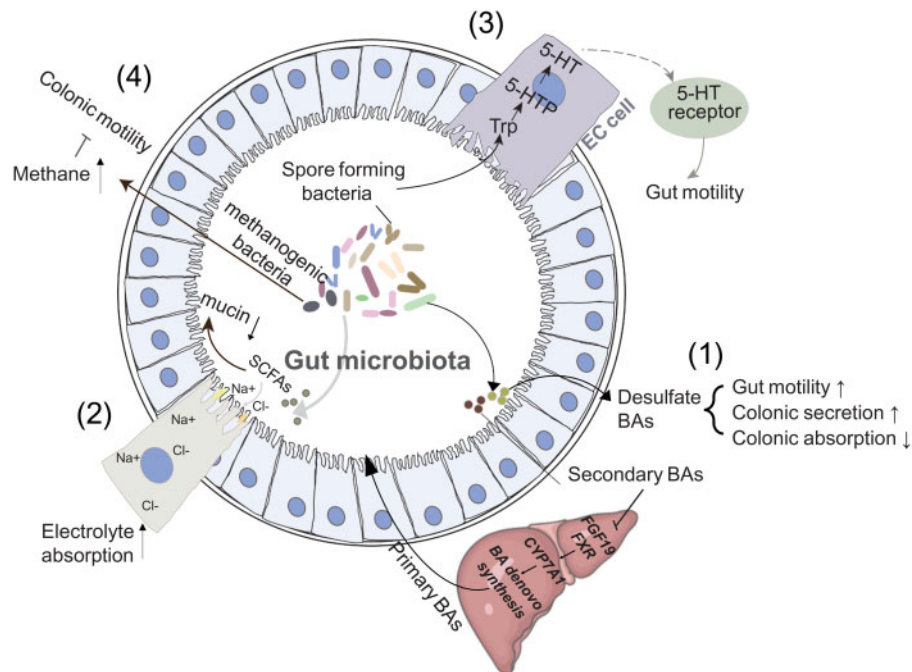 (3)
5-HT
5-HTP
Trp
EC cell
5-HT
receptor
Gut motility
(4)
Colonic motility
Methane
Spore forming
bacteria
methanogenic
bacteria
mucin
SCFAs
Gut microbiota
Na+
Cl-
(2)
Na+
Na+
Cl-
Cl-
Electrolyte
absorption
(1)
Desulfate
BAs
Gut motility ↑
Colonic secretion ↑
Colonic absorption ↓
Secondary BAs
Primary BAs
FGF19
FXR
CYP7A1
BA denovo
synthesis